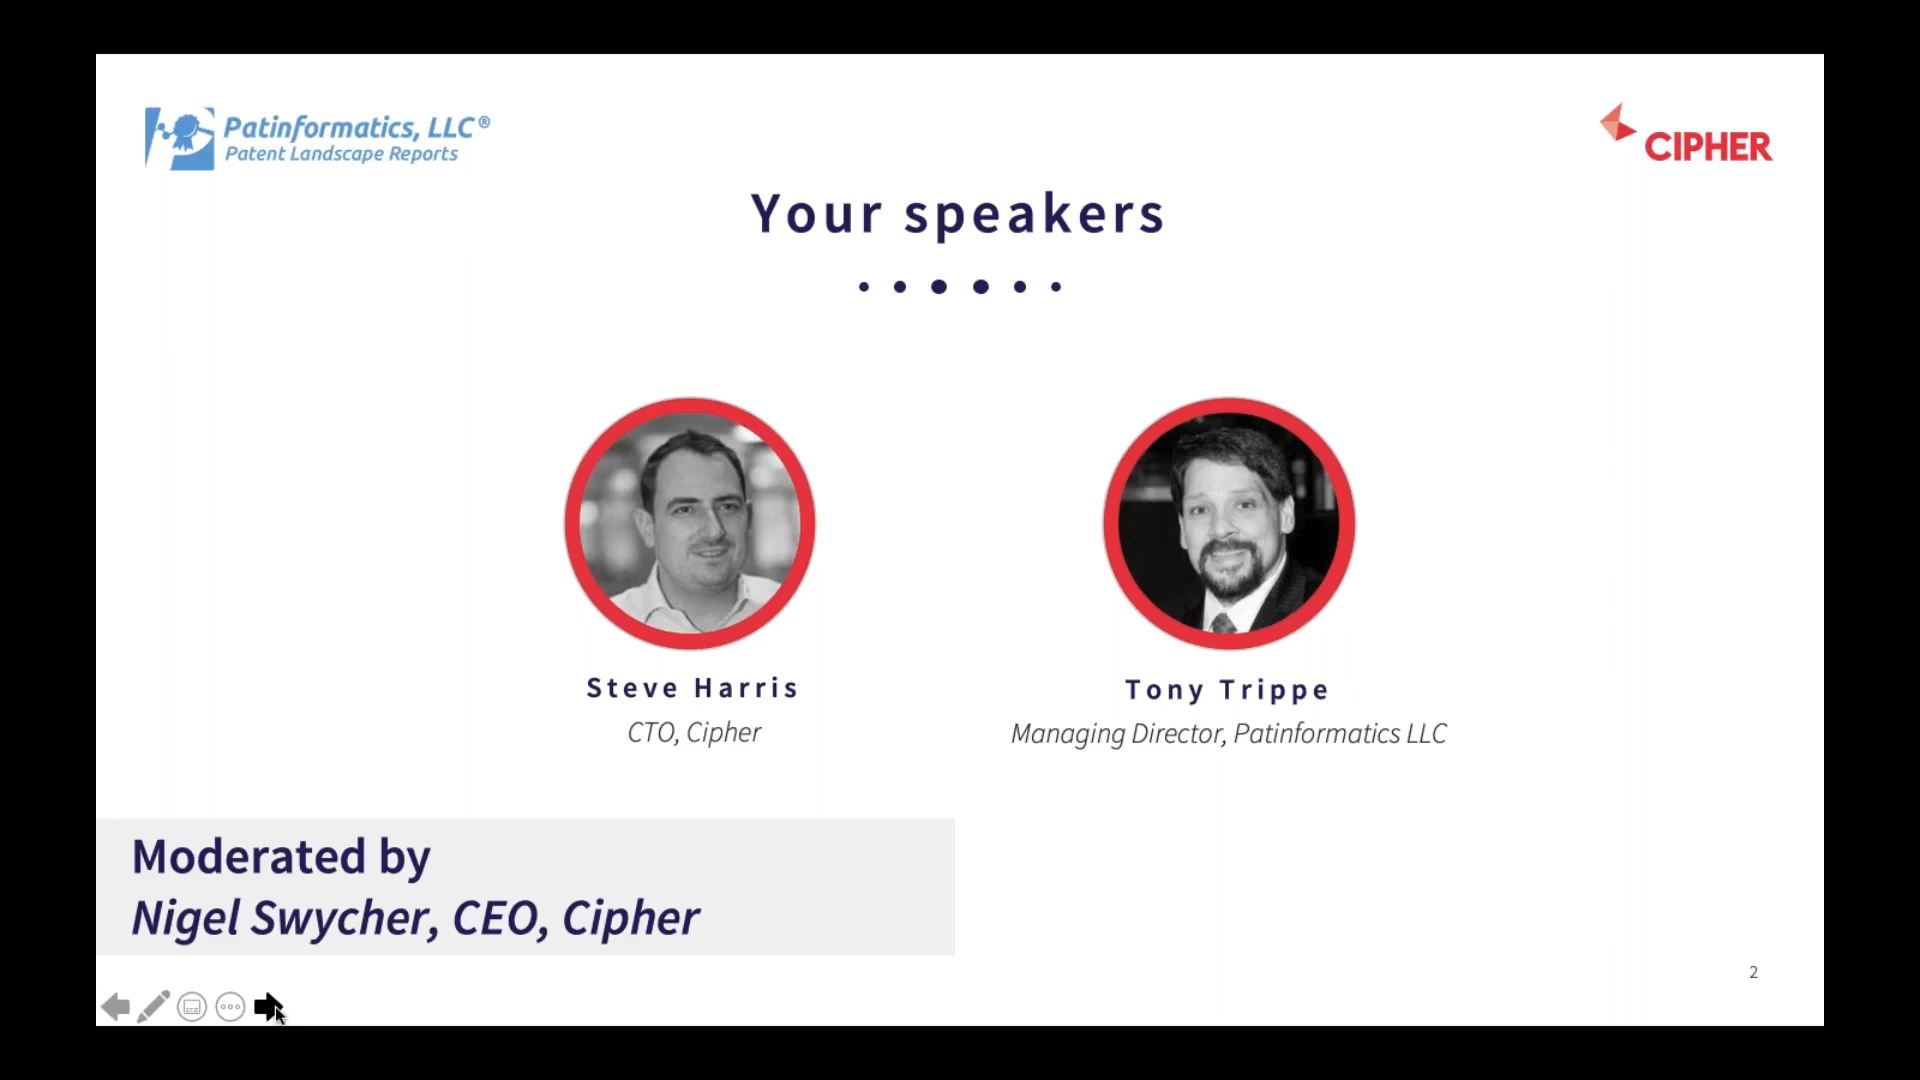 Patinformatics, LLC®
Patent Landscape Reports
CIPHER
Your speakers
Steve Harris
CTO, Cipher
Tony Trippe
Managing Director, Patinformatics LLC
Moderated by
Nigel Swycher, CEO, Cipher
2